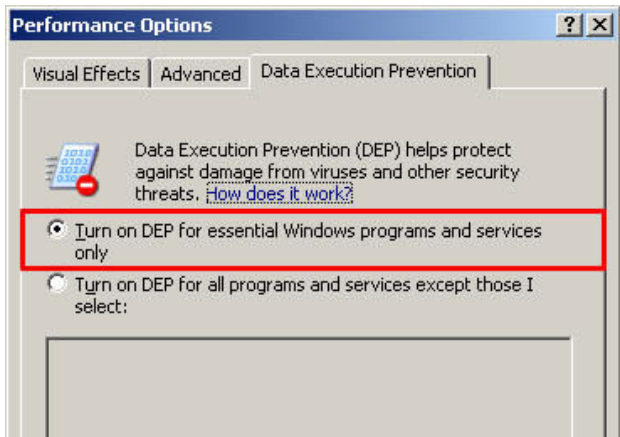 Performance Options
Visual Effects Advanced Data Execution Prevention
Data Execution Prevention (DEP) helps protect
against damage from viruses and other security
threats. How does it work?
Turn on DEP for essential Windows programs and services
only
Turn on DEP for all programs and services except those I
select: